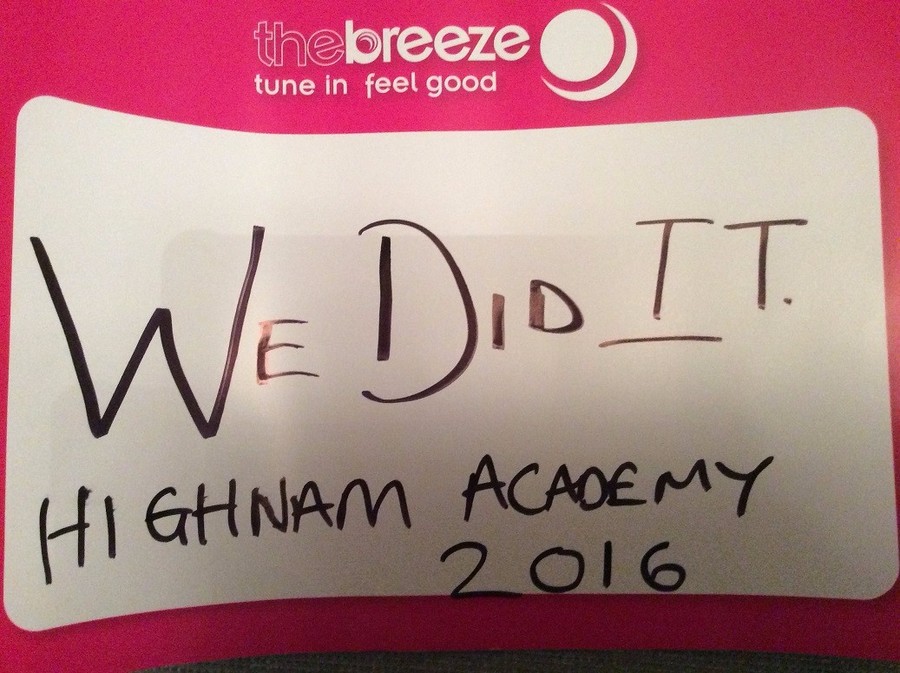 thebreeze
tune in feel good
WE DID IT.
HIGHNAM ACADEMY
2016